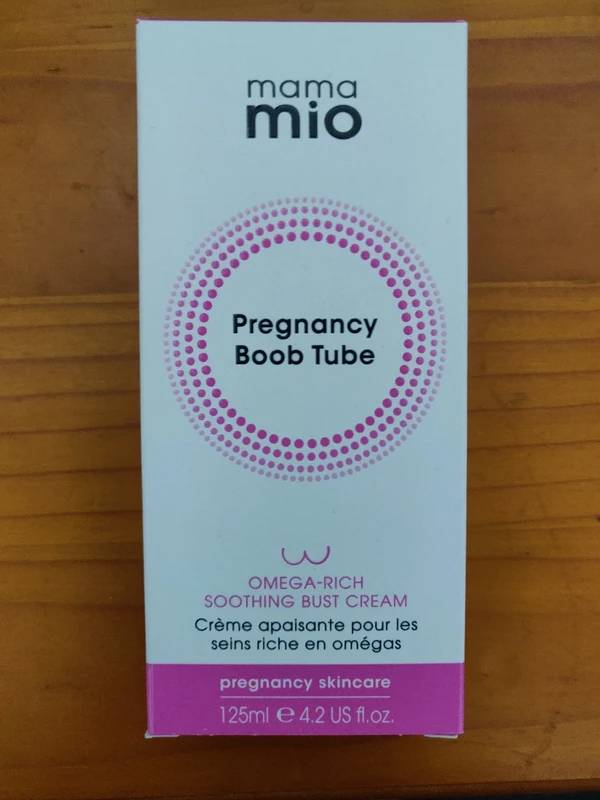 mama
mio
Pregnancy
Boob Tube
OMEGA-RICH
SOOTHING BUST CREAM
Crème apaisante pour les
seins riche en omégas
pregnancy skincare
125ml ℮ 4.2 US fl.oz.